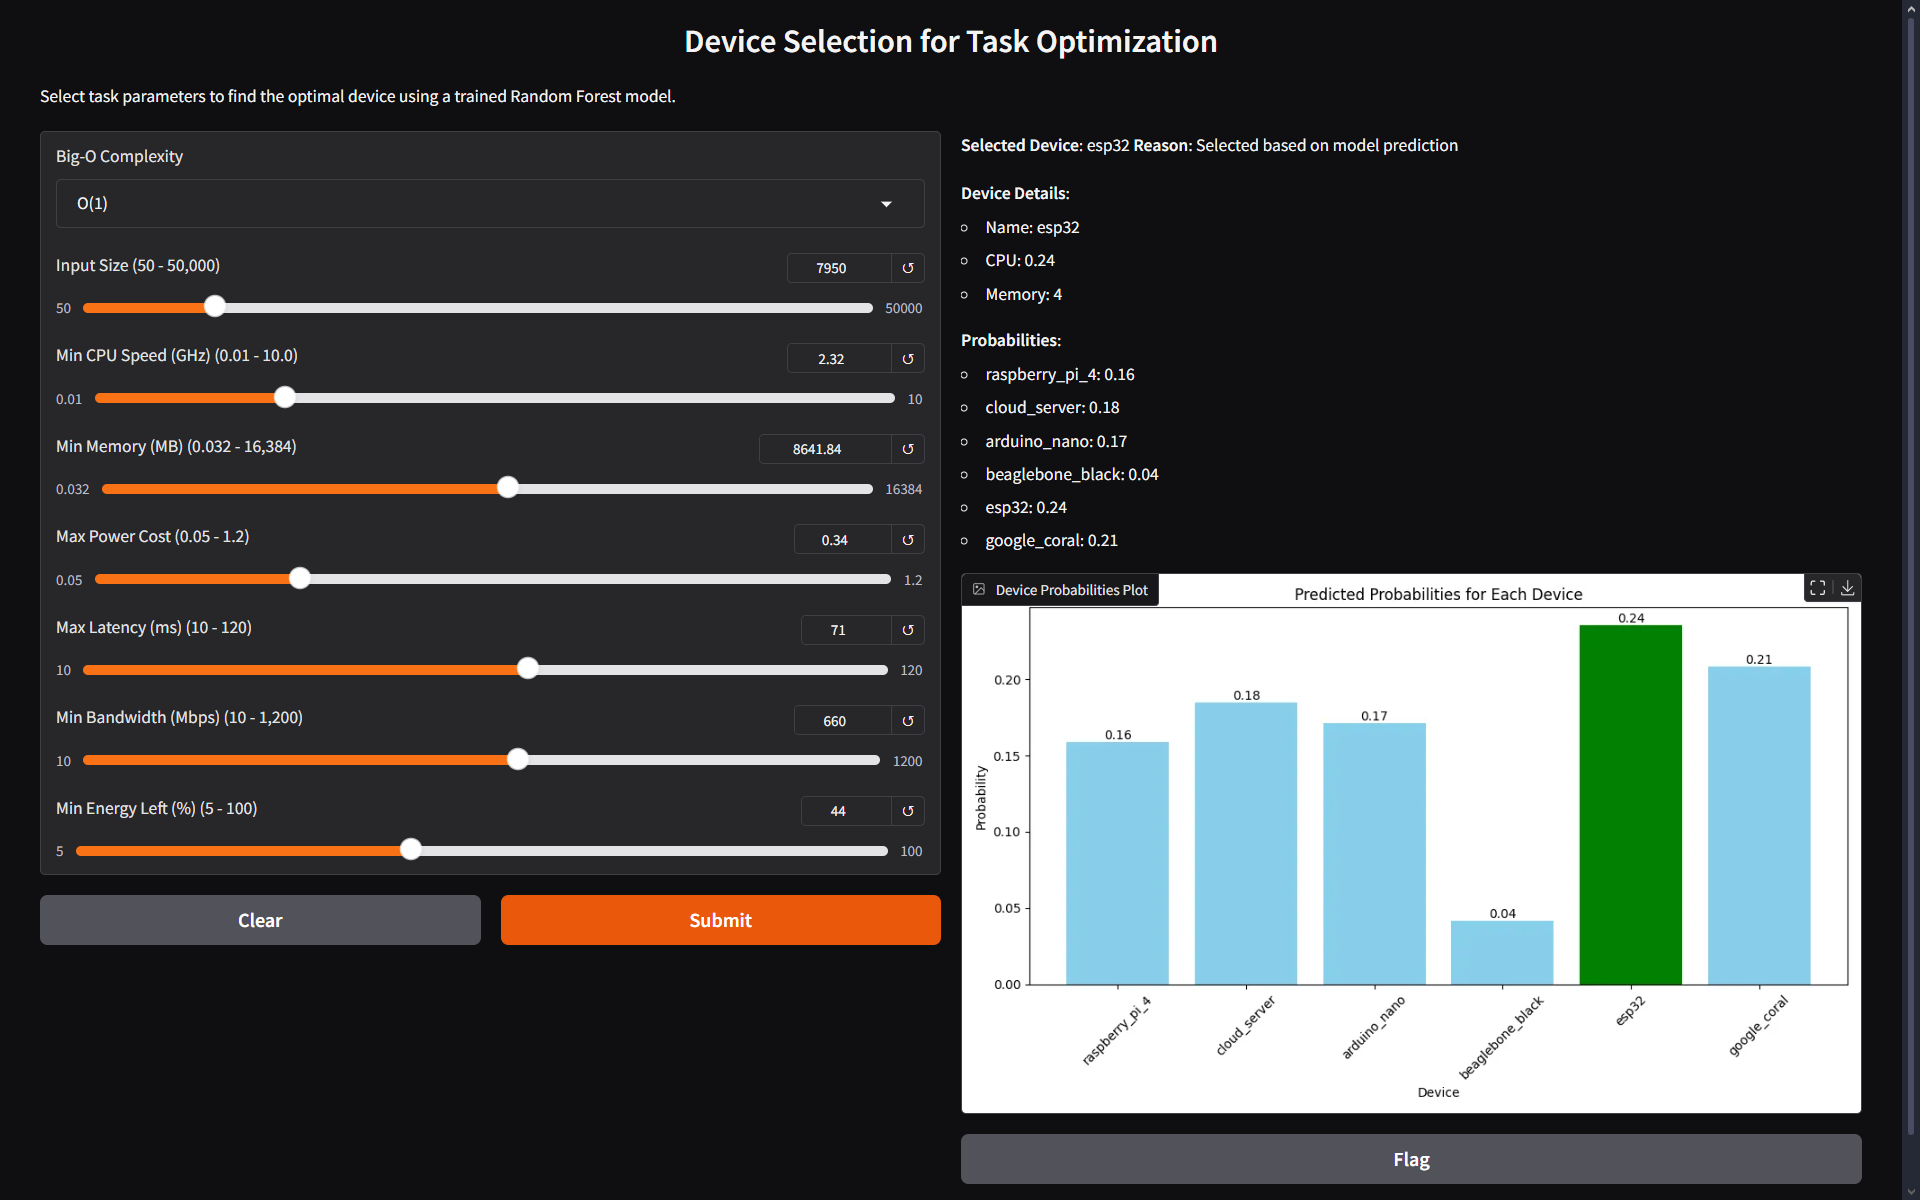 Device Selection for Task Optimization
Select task parameters to find the optimal device using a trained Random Forest model.
Big-O Complexity
O(1)
Input Size (50 - 50,000)
7950
50
50000
Min CPU Speed (GHz) (0.01 - 10.0)
2.32
0.01
10
Min Memory (MB) (0.032 - 16,384)
8641.84
0.032
16384
Max Power Cost (0.05 - 1.2)
0.34
0.05
1.2
Max Latency (ms) (10 - 120)
71
10
120
Min Bandwidth (Mbps) (10 - 1,200)
660
10
1200
Min Energy Left (%) (5 - 100)
44
5
100
Clear
Submit
Selected Device: esp32 Reason: Selected based on model prediction
Device Details:
Name: esp32
CPU: 0.24
Memory: 4
Probabilities:
raspberry_pi_4: 0.16
cloud_server: 0.18
arduino_nano: 0.17
beaglebone_black: 0.04
esp32: 0.24
google_coral: 0.21
Device Probabilities Plot
Predicted Probabilities for Each Device
Probability
0.20
0.15
0.10
0.05
0.00
0.16
0.18
0.17
0.04
0.24
0.21
raspberry_pi_4
cloud_server
arduino_nano
beaglebone_black
esp32
google_coral
Device
Flag